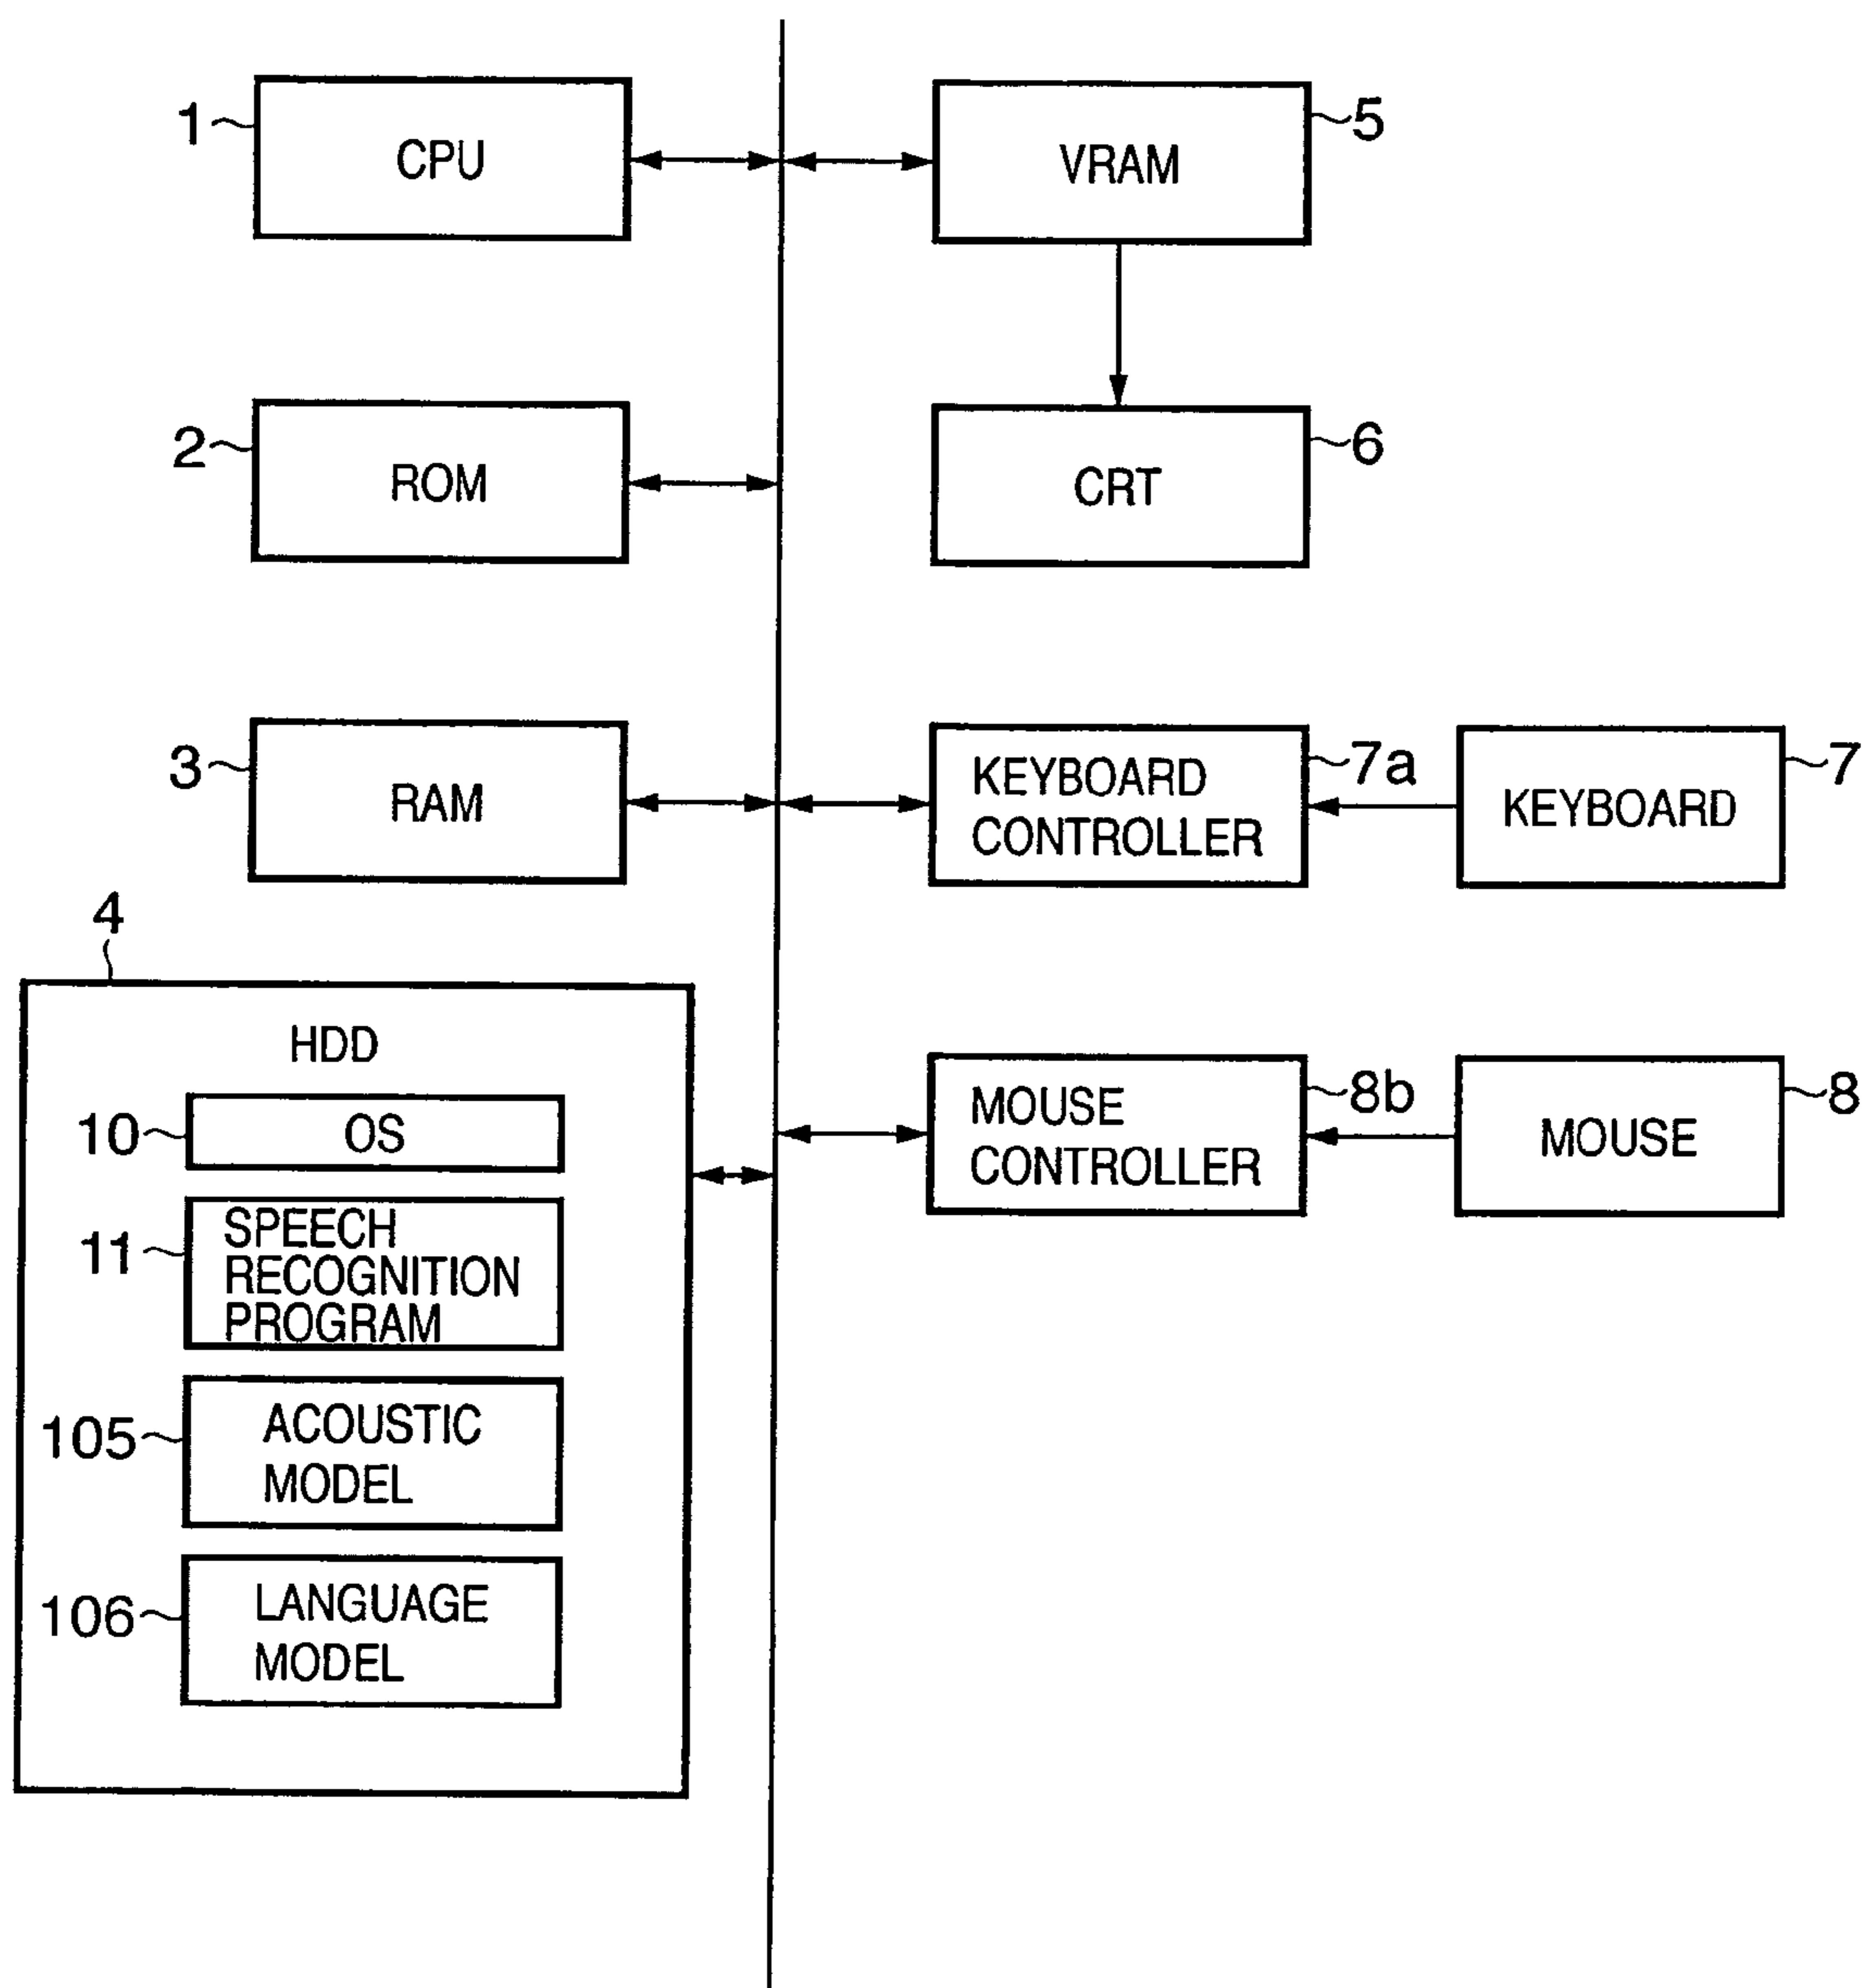 1
CPU
5
VRAM
2
ROM
6
CRT
3
RAM
7a
KEYBOARD
CONTROLLER
7
KEYBOARD
4
HDD
10
OS
11
SPEECH
RECOGNITION
PROGRAM
105
ACOUSTIC
MODEL
106
LANGUAGE
MODEL
8b
MOUSE
CONTROLLER
8
MOUSE